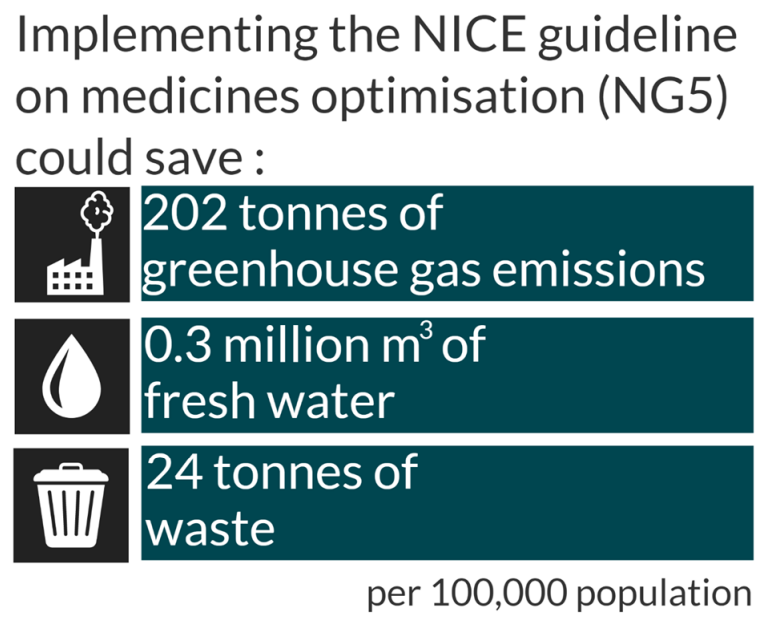 Implementing the NICE guideline
on medicines optimisation (NG5)
could save :
202 tonnes of
greenhouse gas emissions
0.3 million m³ of
fresh water
24 tonnes of
waste
per 100,000 population